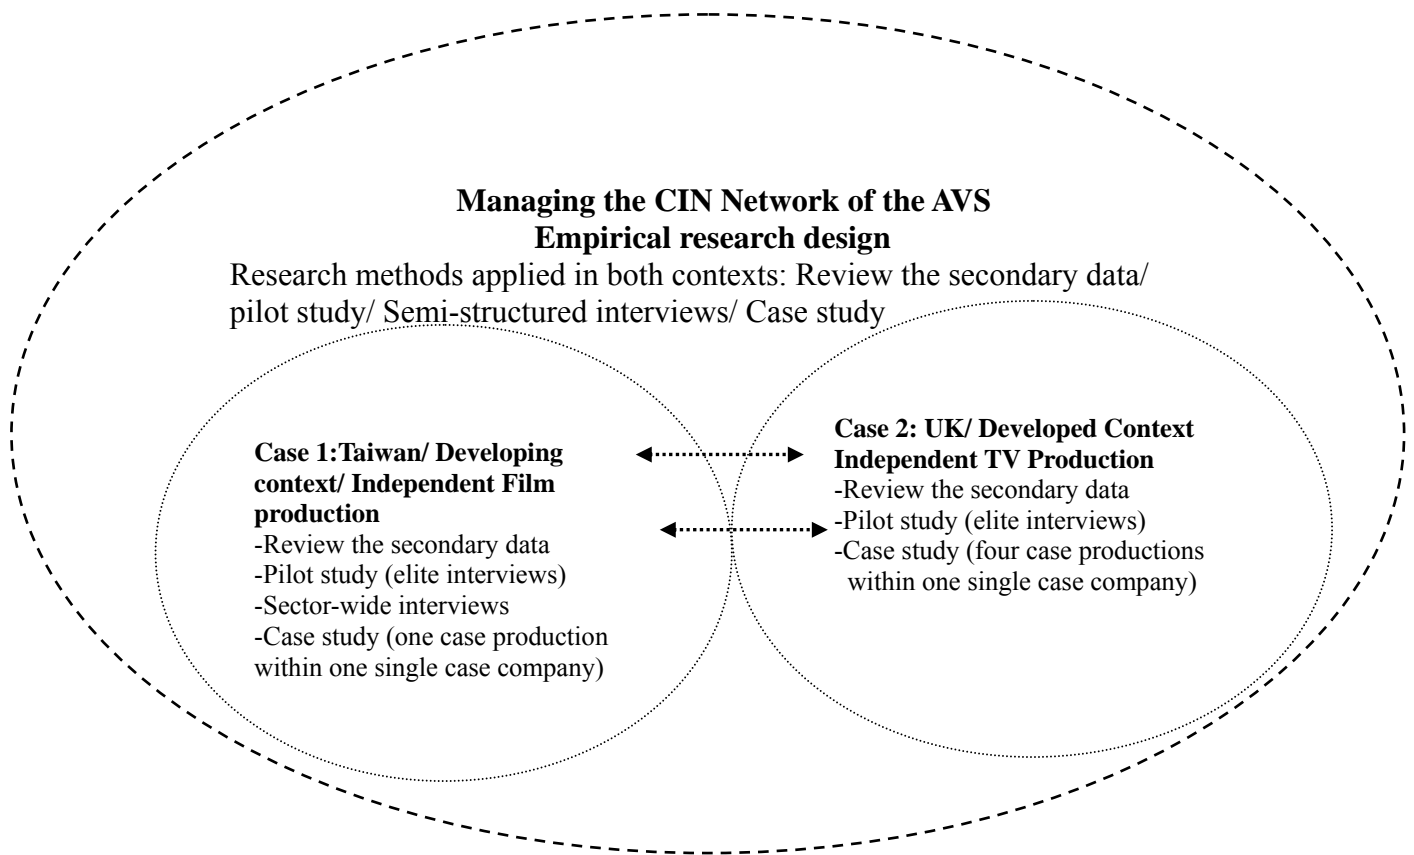 Managing the CIN Network of the AVS
Empirical research design
Research methods applied in both contexts: Review the secondary data/
pilot study/ Semi-structured interviews/ Case study
Case 1:Taiwan/ Developing
context/ Independent Film
production
-Review the secondary data
-Pilot study (elite interviews)
-Sector-wide interviews
-Case study (one case production
within one single case company)
Case 2: UK/ Developed Context
Independent TV Production
-Review the secondary data
-Pilot study (elite interviews)
-Case study (four case productions
within one single case company)